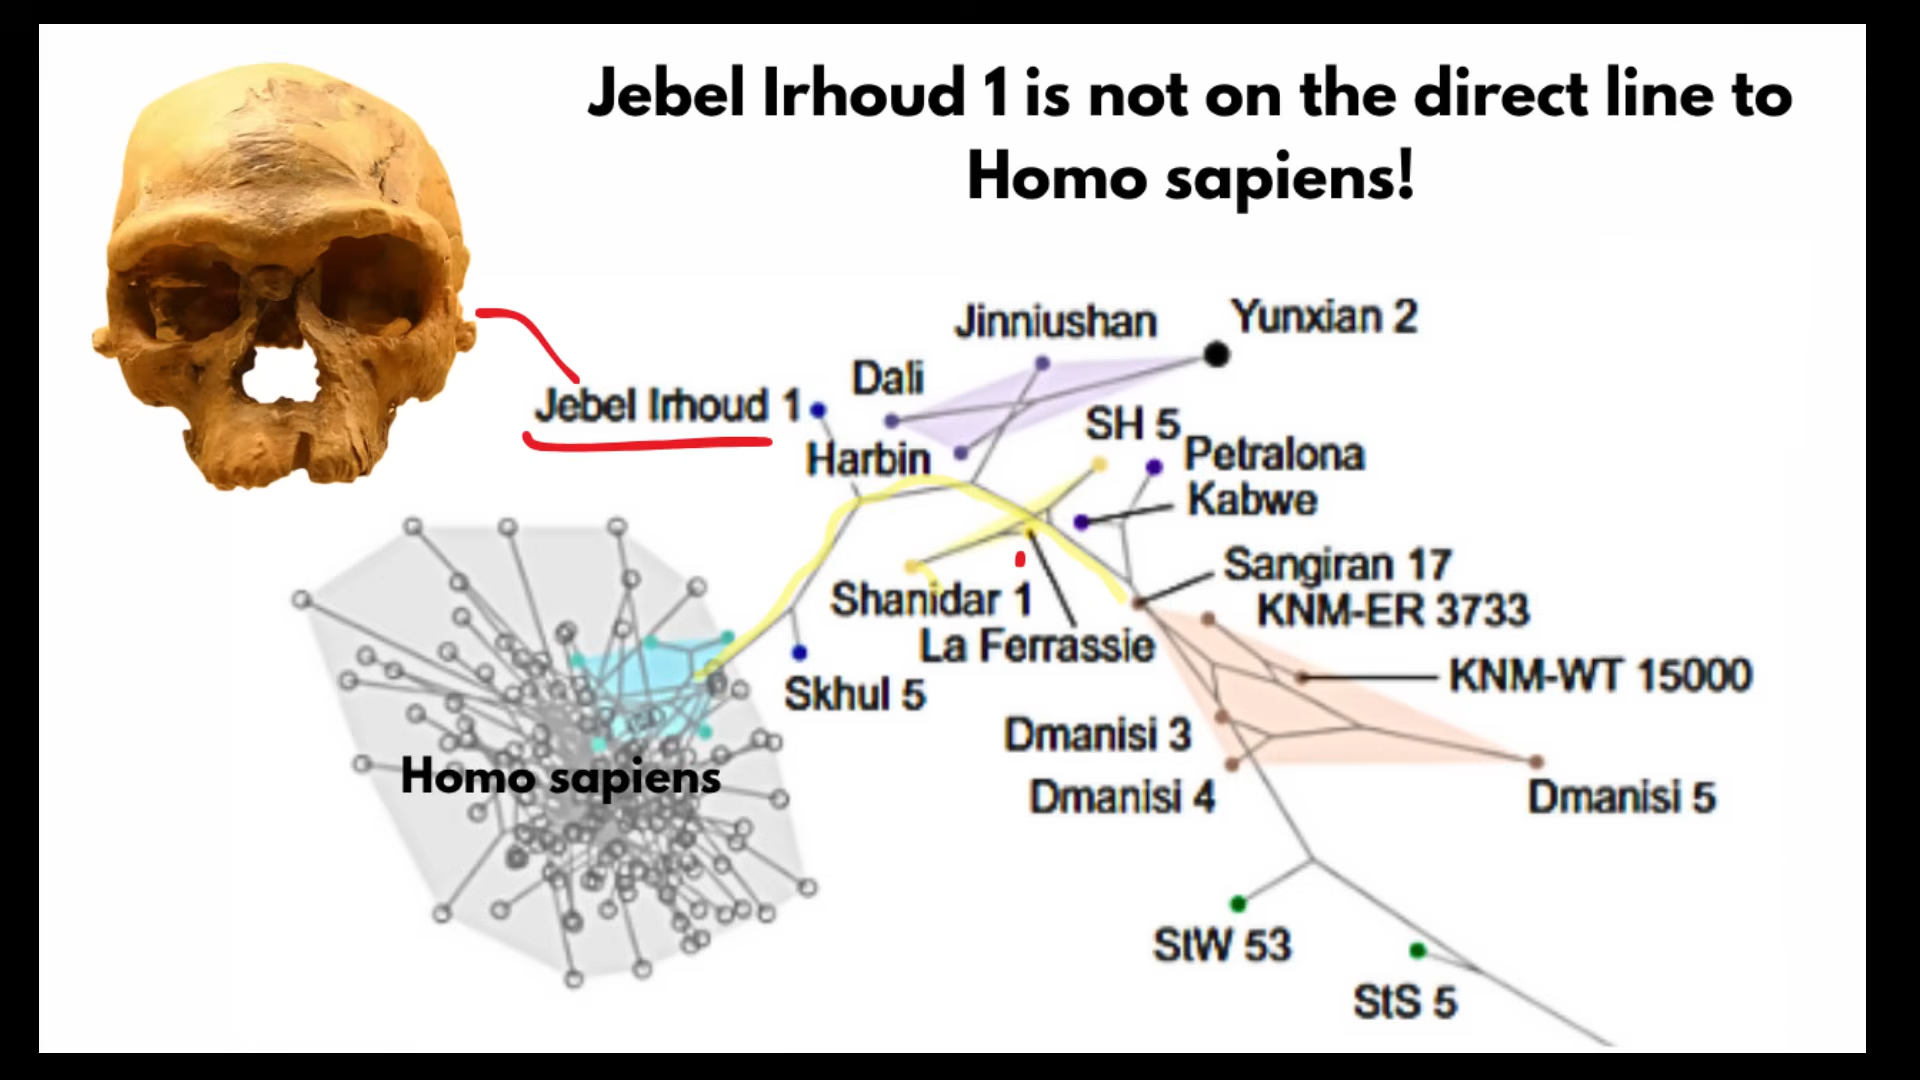 Jebel Irhoud 1 is not on the direct line to
Homo sapiens!
Jinniushan
Yunxian 2
Dali
Jebel Irhoud 1
SH 5
Harbin
Petralona
Kabwe
Sangiran 17
Shanidar 1
KNM-ER 3733
La Ferrassie
KNM-WT 15000
Skhul 5
Dmanisi 3
Homo sapiens
Dmanisi 4
Dmanisi 5
StW 53
StS 5